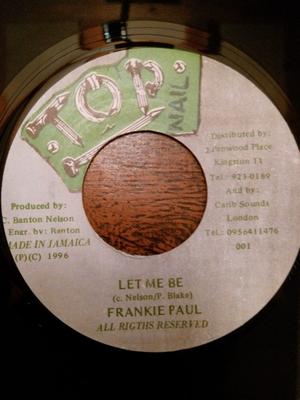 TOP
NAIL
Produced by:
C. Banton Nelson
Engr. by: Banton
MADE IN JAMAICA
(P)(C) 1996
Distributed by:
Penwood Place
Kingston 11
Tel: 923-0189
And by:
Carib Sounds
London
Tel: 0956411476
001
LET ME BE
(c. Nelson/P. Blake)
FRANKIE PAUL
ALL RIGTHS RESERVED